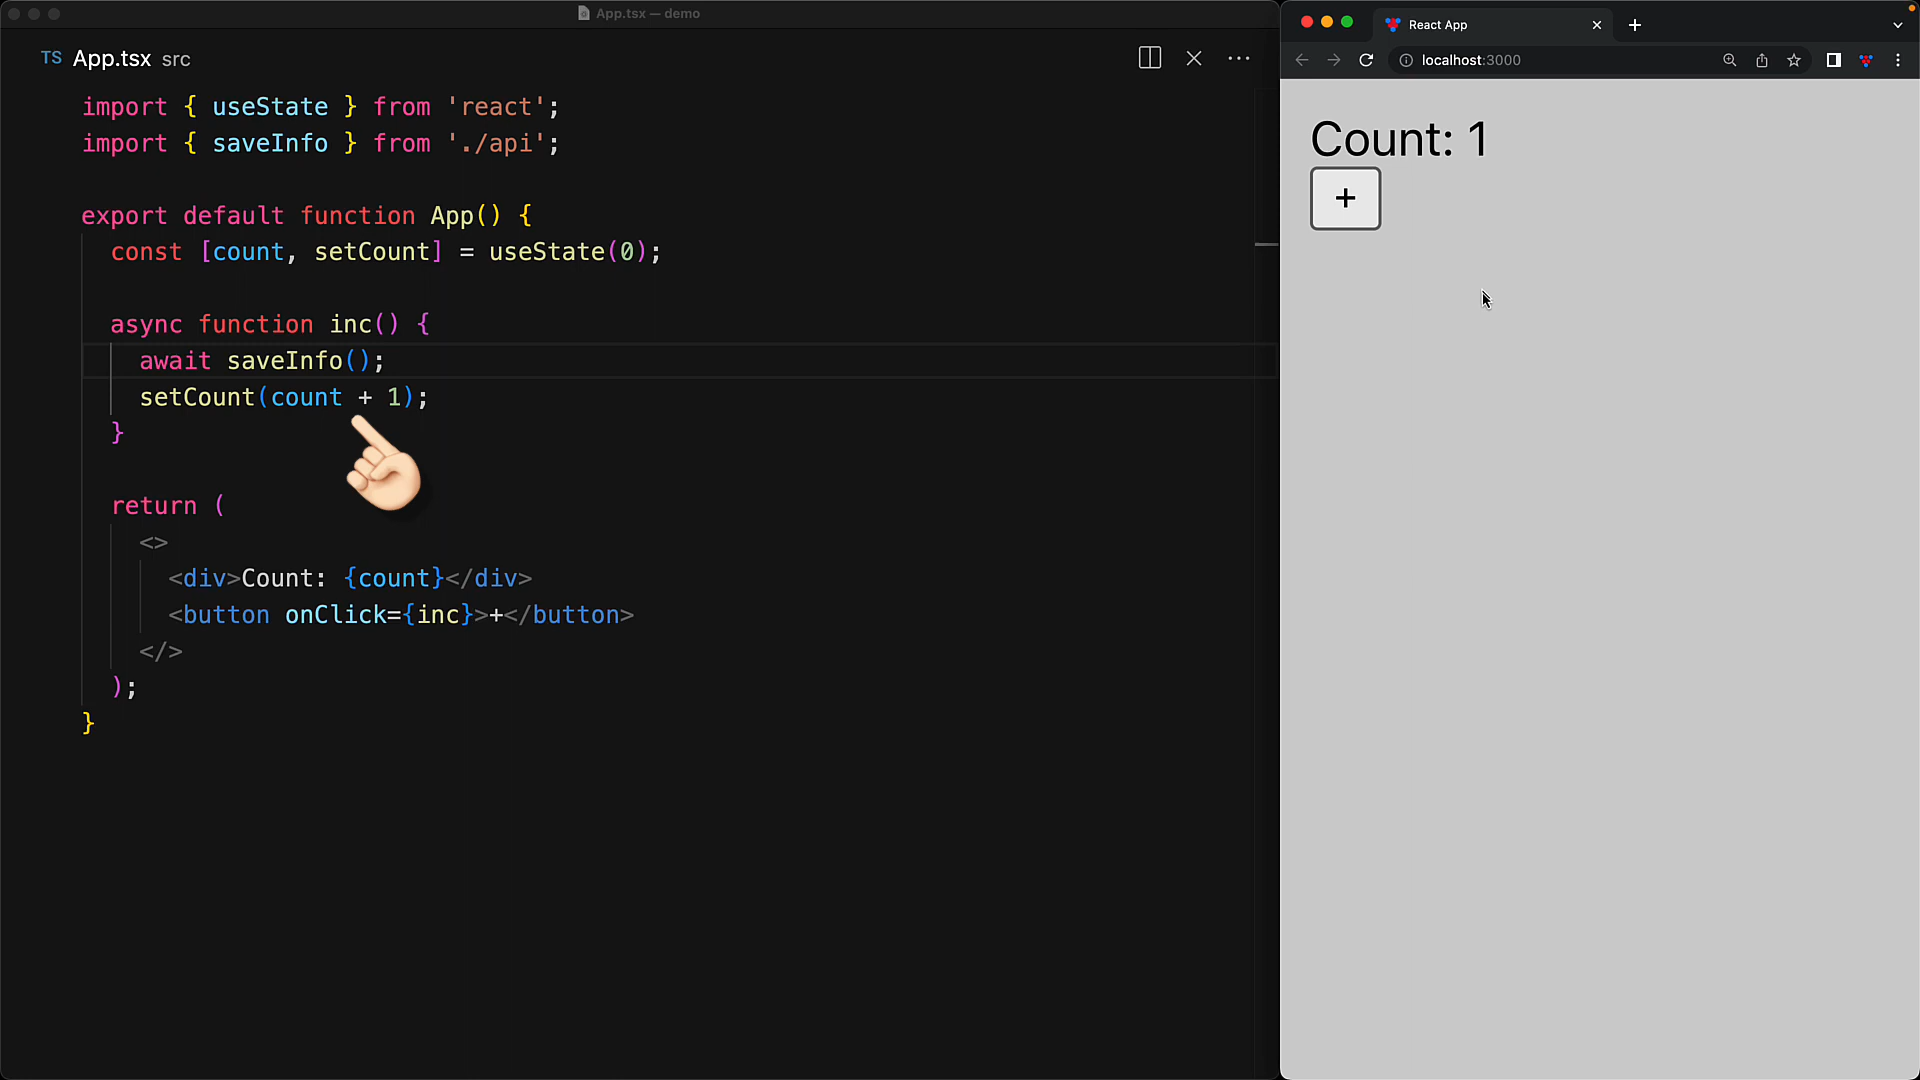 App.tsx — demo
TS App.tsx src
import { useState } from 'react';
import { saveInfo } from './api';
export default function App() {
const [count, setCount] = useState(0);
async function inc() {
await saveInfo();
setCount(count + 1);
}
return (
<>
<div>Count: {count}</div>
<button onClick={inc}>+</button>
</>
);
}
React App
localhost:3000
Count: 1
+